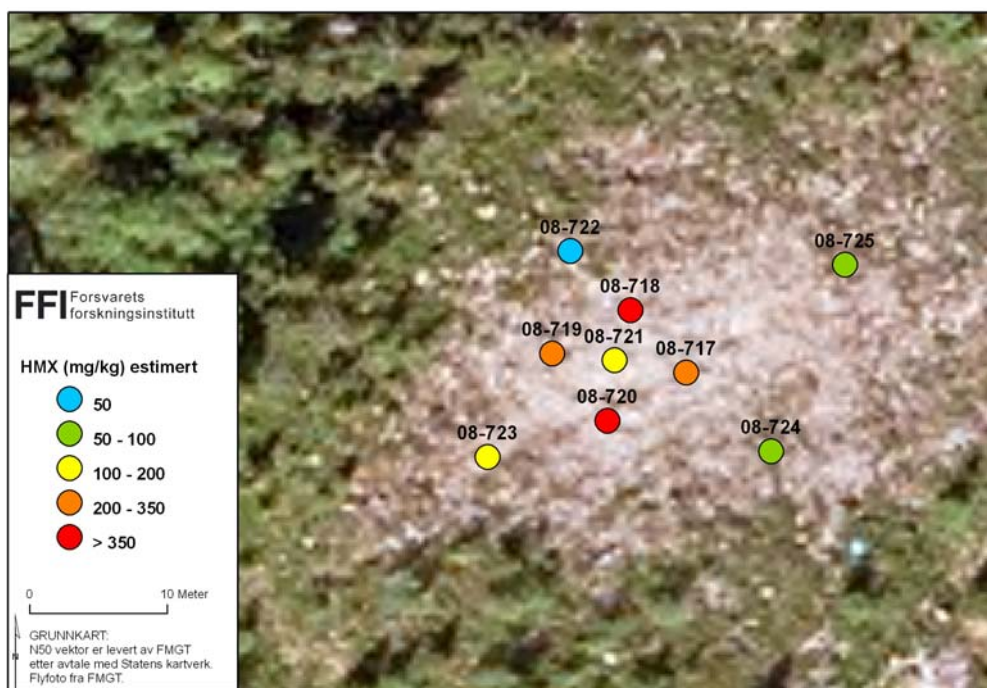 08-722
08-725
08-718
08-719
08-721
08-717
08-720
08-723
08-724
FFI Forsvarets
forskningsinstitutt
HMX (mg/kg) estimert
50
50 - 100
100 - 200
200 - 350
> 350
0 10 Meter
N
GRUNNKART:
N50 vektor er levert av FMGT
etter avtale med Statens kartverk.
Flyfoto fra FMGT.